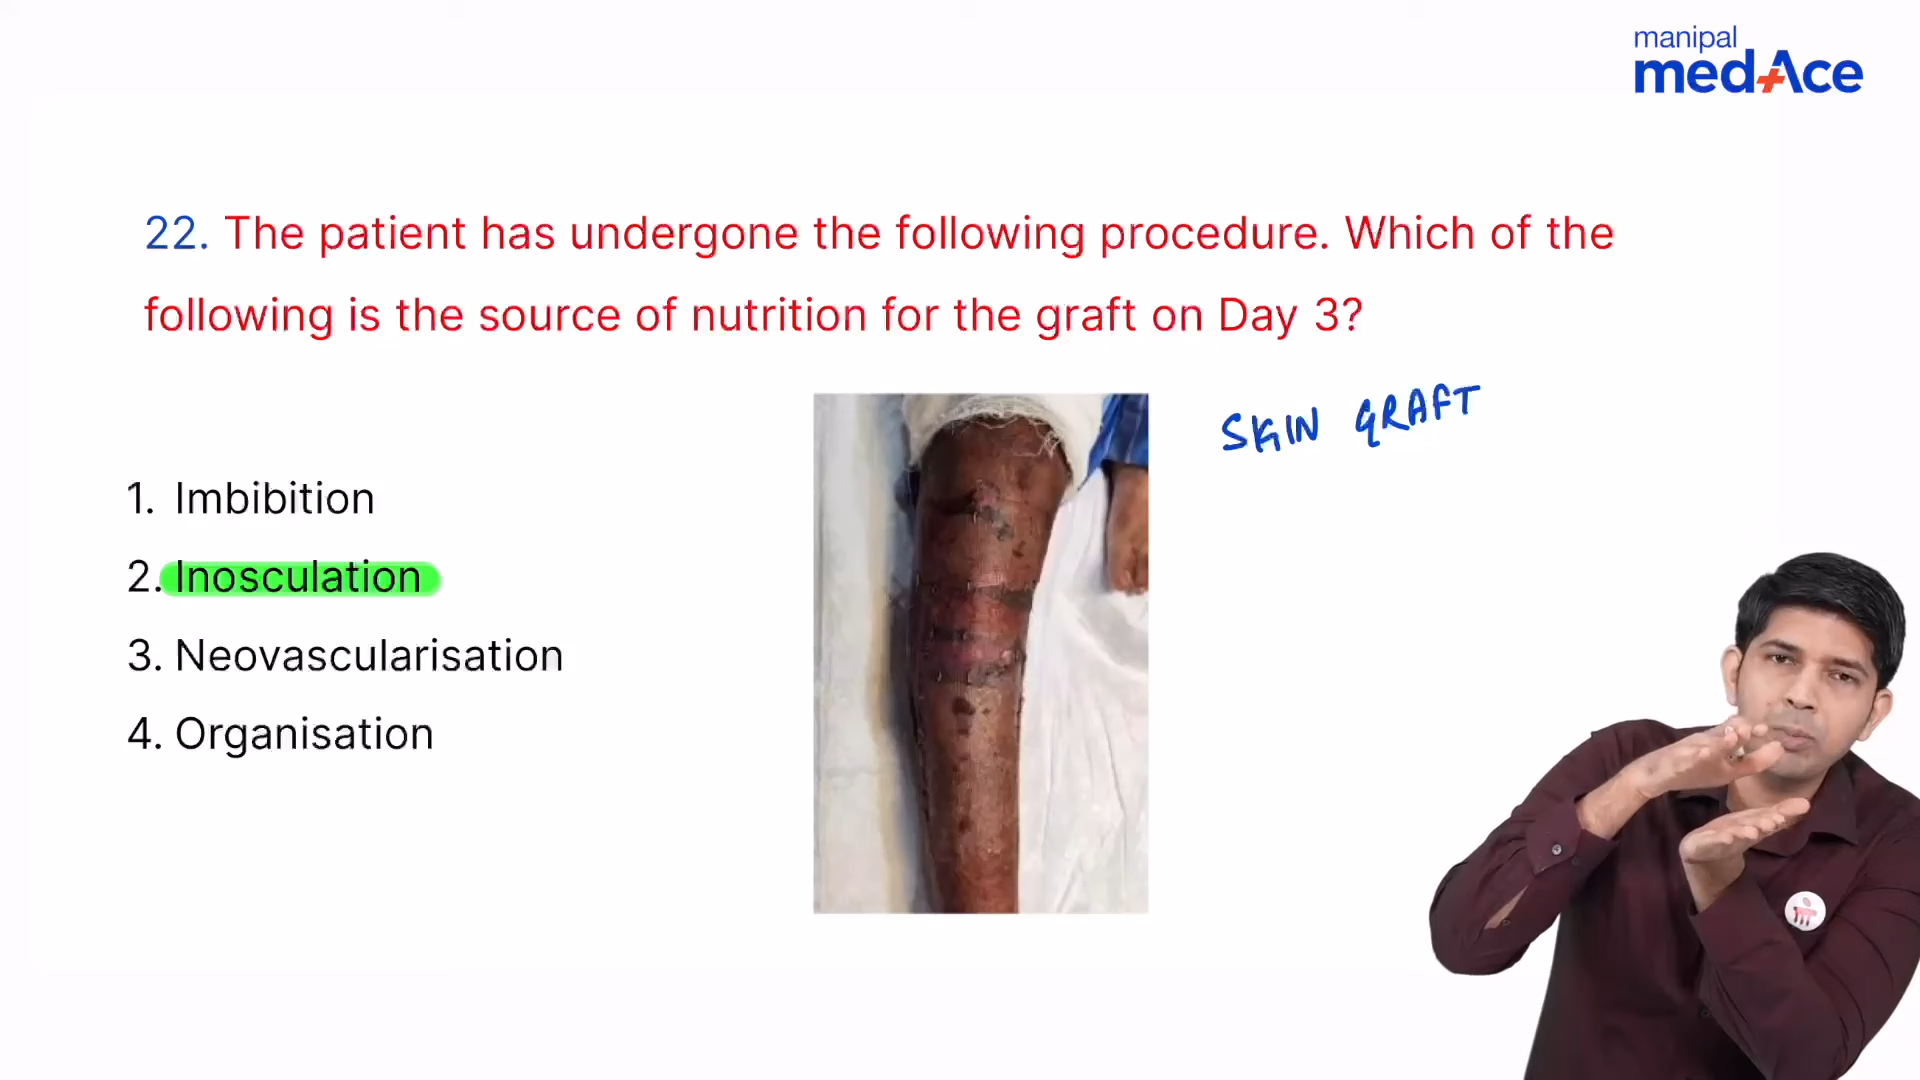 manipal
medAce
22. The patient has undergone the following procedure. Which of the
following is the source of nutrition for the graft on Day 3?
SKIN GRAFT
1. Imbibition
2. Inosculation
3. Neovascularisation
4. Organisation